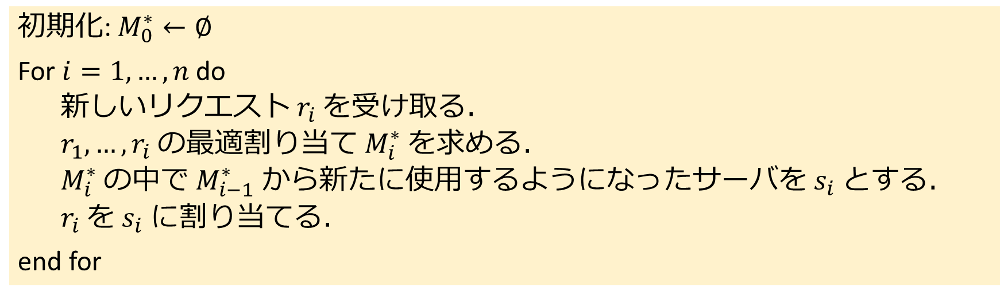 初期化: $M_0^* \leftarrow \emptyset$
For $i = 1, \ldots, n$ do
新しいリクエスト $r_i$ を受け取る.
$r_1, \ldots, r_i$ の最適割り当て $M_i^*$ を求める.
$M_i^*$ の中で $M_{i-1}^*$ から新たに使用するようになったサーバを $s_i$ とする.
$r_i$ を $s_i$ に割り当てる.
end for